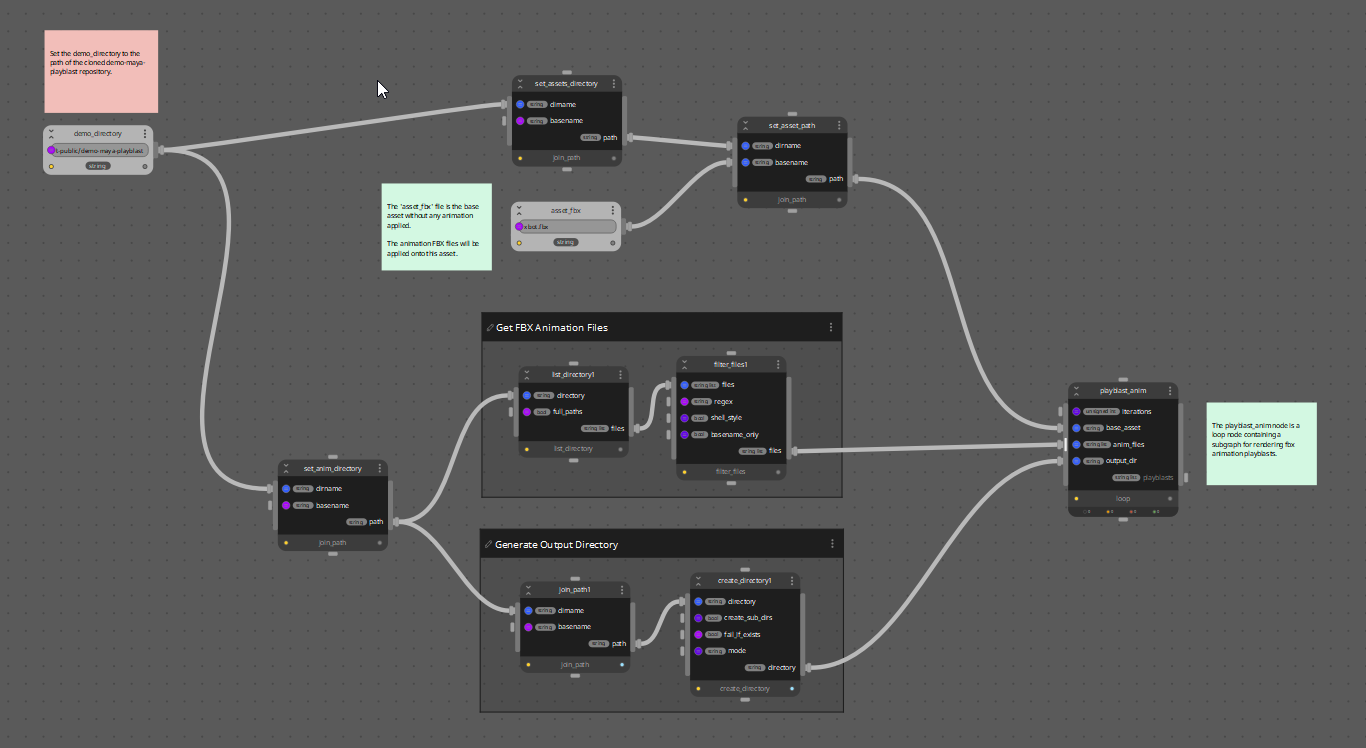 Set the demo_directory to the
path of the cloned demo-maya-
playblast repository.
demo_directory
t-public/demo-maya-playblast
string
set_assets_directory
string dirname
string basename
string path
join_path
set_asset_path
string dirname
string basename
string path
join_path
The 'asset_fbx' file is the base
asset without any animation
applied.
The animation FBX files will be
applied onto this asset.
asset_fbx
xbot.fbx
string
Get FBX Animation Files
list_directory1
string directory
bool full_paths
string lis files
list_directory
filter_files1
string lis files
string regex
bool shell_style
bool basename_only
string lis files
filter_files
playblast_anim
unsigned int iterations
string base_asset
string lis anim_files
string output_dir
string lis playblasts
loop
The playblast_anim node is a
loop node containing a
subgraph for rendering fbx
animation playblasts.
set_anim_directory
string dirname
string basename
string path
join_path
Generate Output Directory
join_path1
string dirname
string basename
string path
join_path
create_directory1
string directory
bool create_sub_dirs
bool fail_if_exists
string mode
string directory
create_directory